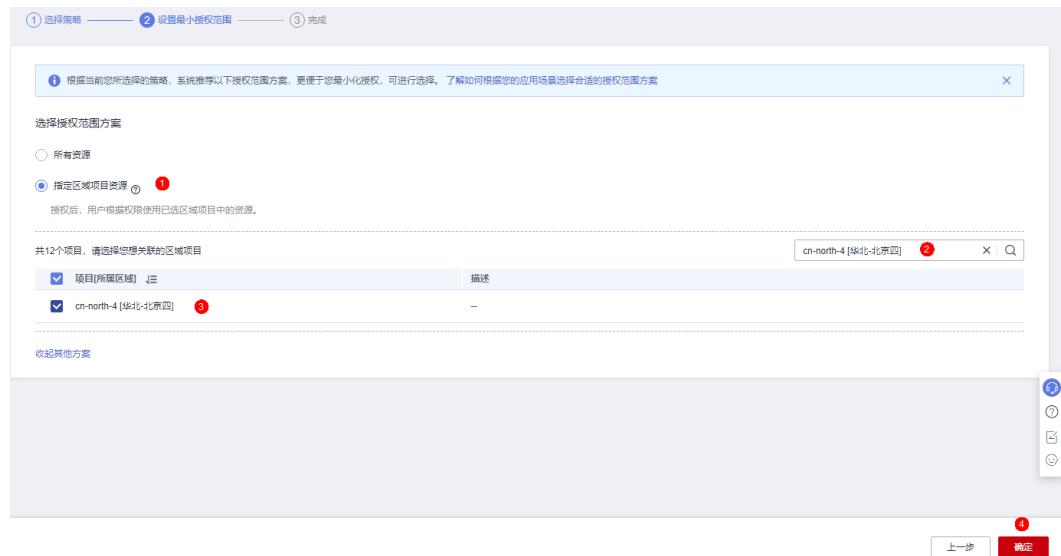 1 选择策略 2 设置最小授权范围 3 完成
根据当前您所选择的策略，系统推荐以下授权范围方案，更便于您最小化授权，可进行选择。 了解如何根据您的应用场景选择合适的授权范围方案
选择授权范围方案
所有资源
指定区域项目资源 1
授权后，用户根据权限使用已选区域项目中的资源。
共12个项目，请选择您想关联的区域项目 cn-north-4 [华北-北京四] 2
项目[所属区域] 描述
cn-north-4 [华北-北京四] 3 --
收起其他方案
4
上一步 确定